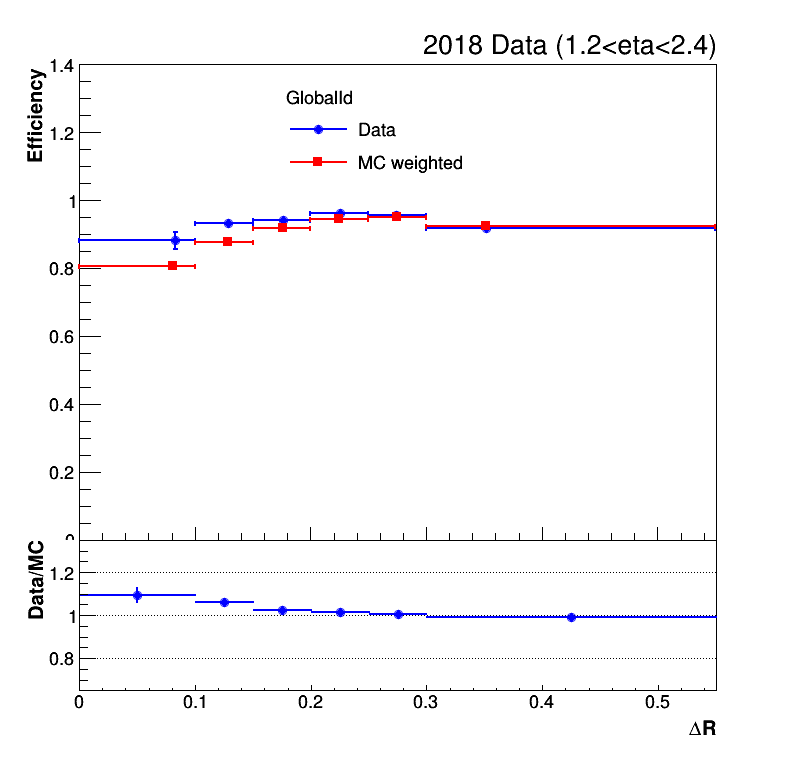 2018 Data (1.2<eta<2.4)
Efficiency
1.4
1.2
1
0.8
0.6
0.4
0.2
0
GlobalId
Data
MC weighted
Data/MC
1.2
1
0.8
0 0.1 0.2 0.3 0.4 0.5
ΔR